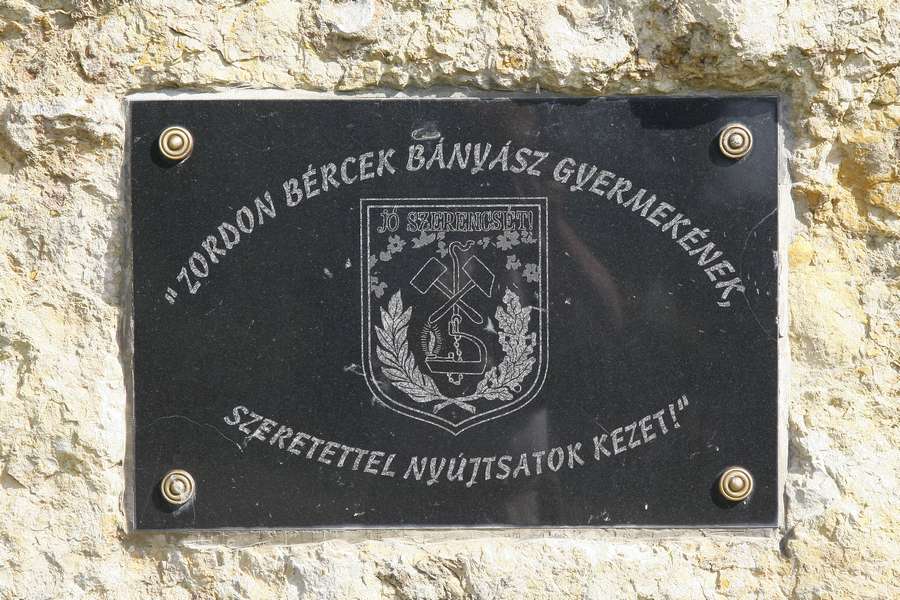 "ZORDON BÉRCEK BÁNYÁSZ GYERMEKÉNEK,
JÓ SZERENCSÉT!
SZERETETTEL NYÚJTSATOK KEZET!"